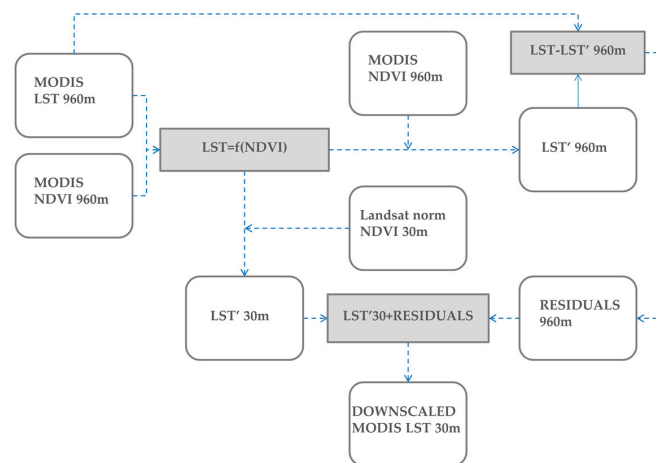 MODIS
LST 960m
MODIS
NDVI 960m
LST-LST' 960m
LST=f(NDVI)
LST' 960m
MODIS
NDVI 960m
Landsat norm
NDVI 30m
LST' 30m
LST'30+RESIDUALS
RESIDUALS
960m
DOWNSCALED
MODIS LST 30m